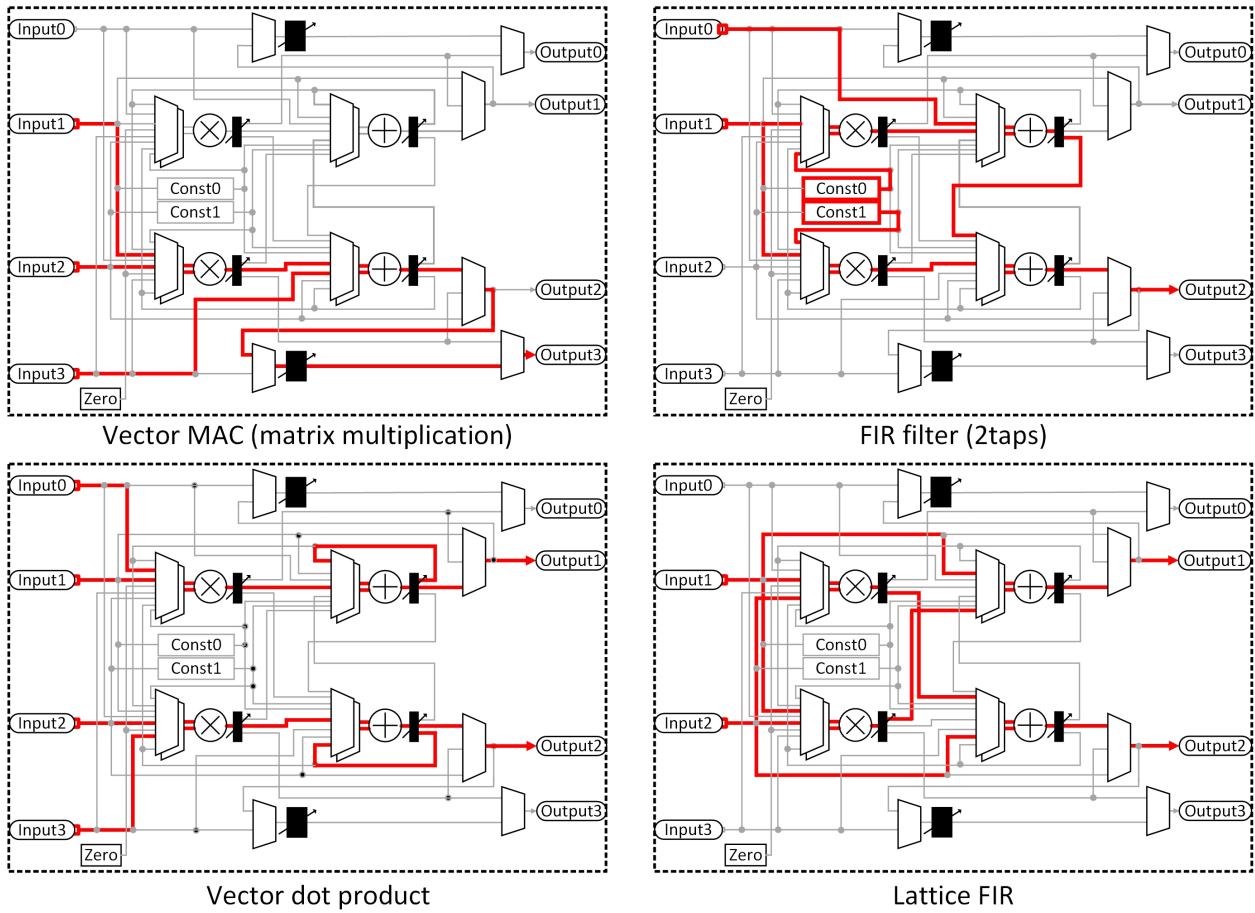 Input0
Output0
Output1
Input1
Const0
Const1
Input2
Output2
Output3
Input3
Zero
Vector MAC (matrix multiplication)
Input0
Output0
Output1
Input1
Const0
Const1
Input2
Output2
Output3
Input3
Zero
FIR filter (2taps)
Input0
Output0
Output1
Input1
Const0
Const1
Input2
Output2
Output3
Input3
Zero
Vector dot product
Input0
Output0
Output1
Input1
Const0
Const1
Input2
Output2
Output3
Input3
Zero
Lattice FIR